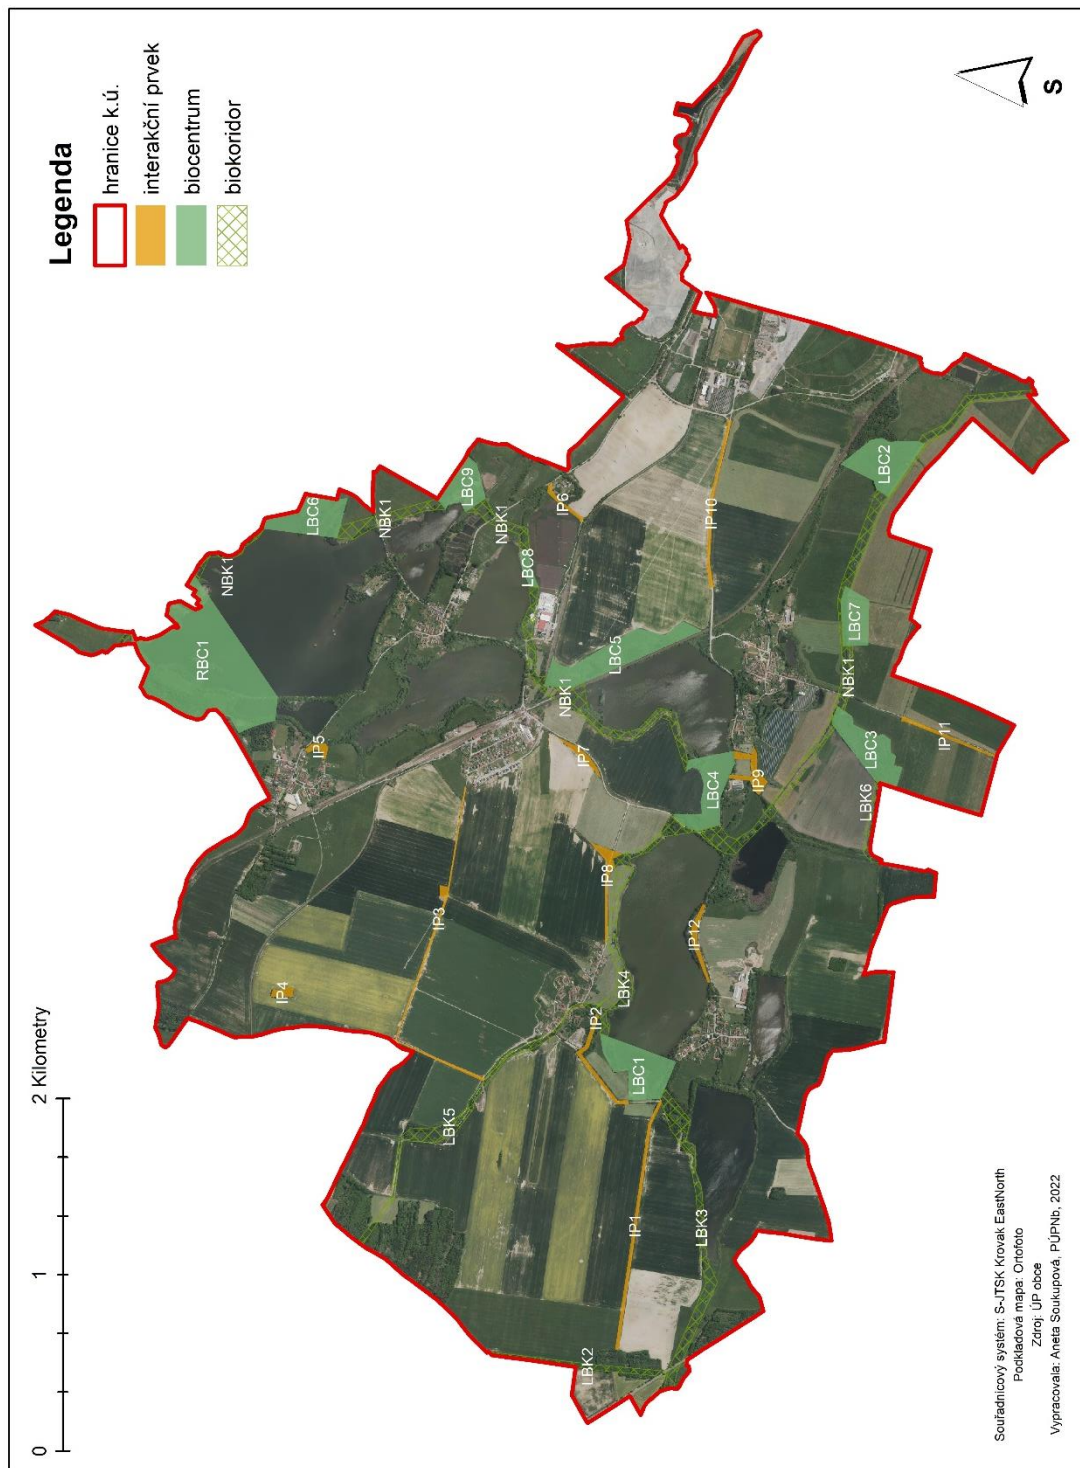 Legenda
hranice k.ú.
interakční prvek
biocentrum
biokoridor
S
0
1
2 Kilometry
RBC1
NBK1
LBC6
NBK1
LBC9
NBK1
LBC8
IP6
IP5
IP4
IP3
LBC5
NBK1
IP7
IP10
LBC2
LBC7
NBK1
LBC4
IP9
LBC3
IP11
LBK6
IP8
IP12
LBK4
IP2
LBC1
LBK5
IP1
LBK3
LBK2
Souřadnicový systém: S-JTSK Krovak EastNorth
Podkladová mapa: Ortofoto
Zdroj: ÚP obce
Vypracovala: Aneta Soukupová, PÚPNb, 2022